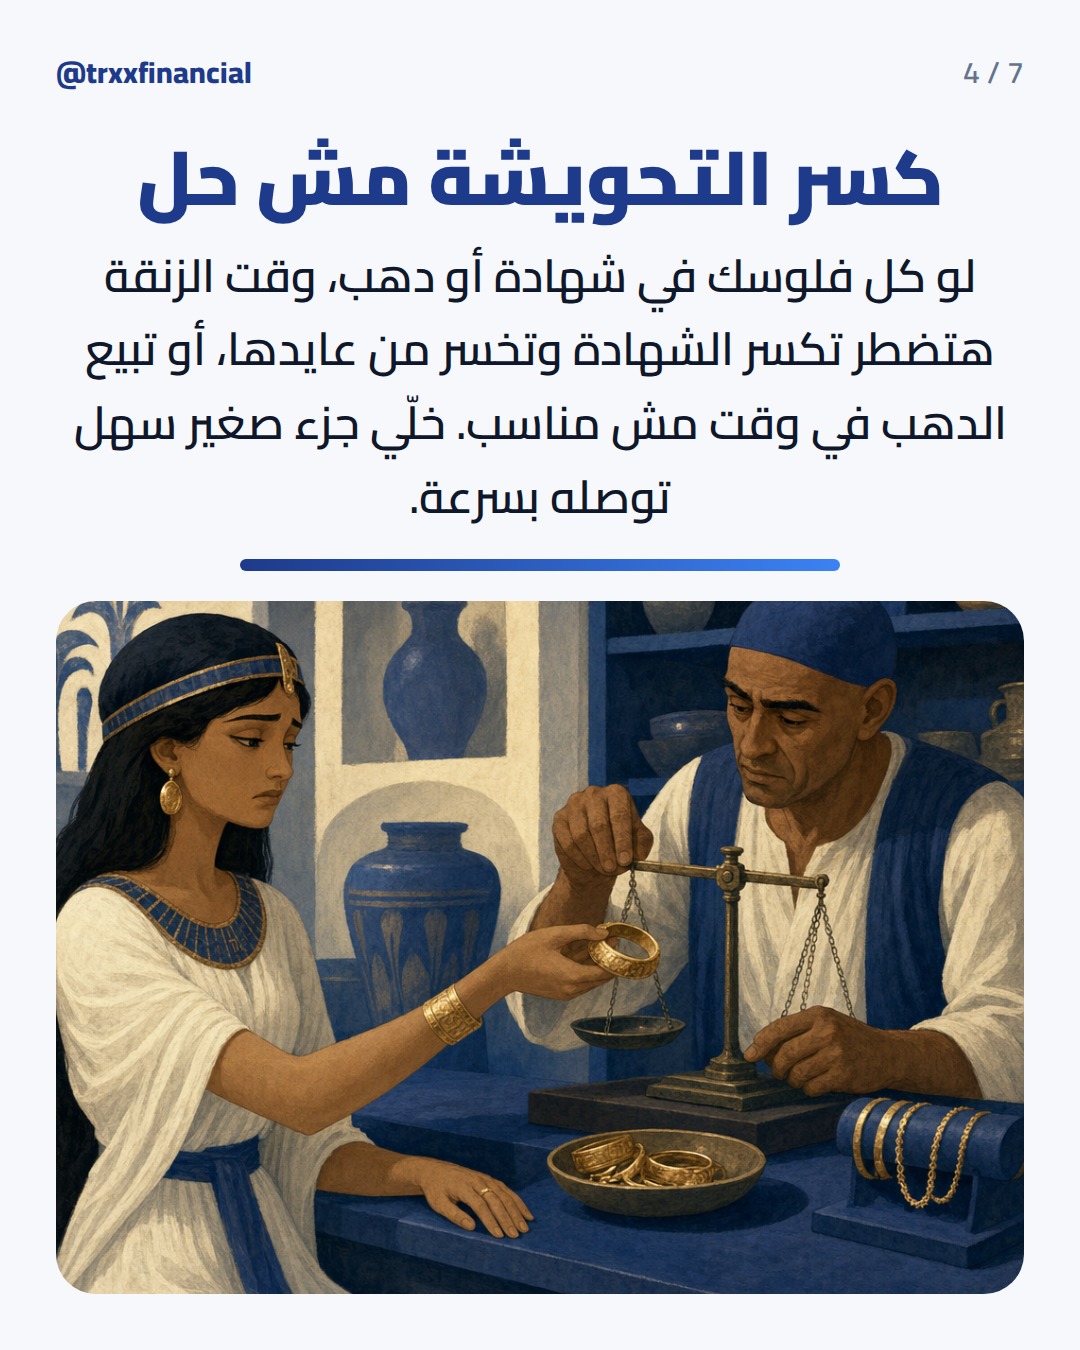 @trxxfinancial
4 / 7
كسر التحويشة مش حل
لو كل فلوسك في شهادة أو دهب، وقت الزنقة
هتضطر تكسر الشهادة وتخسر من عايدها، أو تبيع
الدهب في وقت مش مناسب. خلّي جزء صغير سهل
توصله بسرعة.